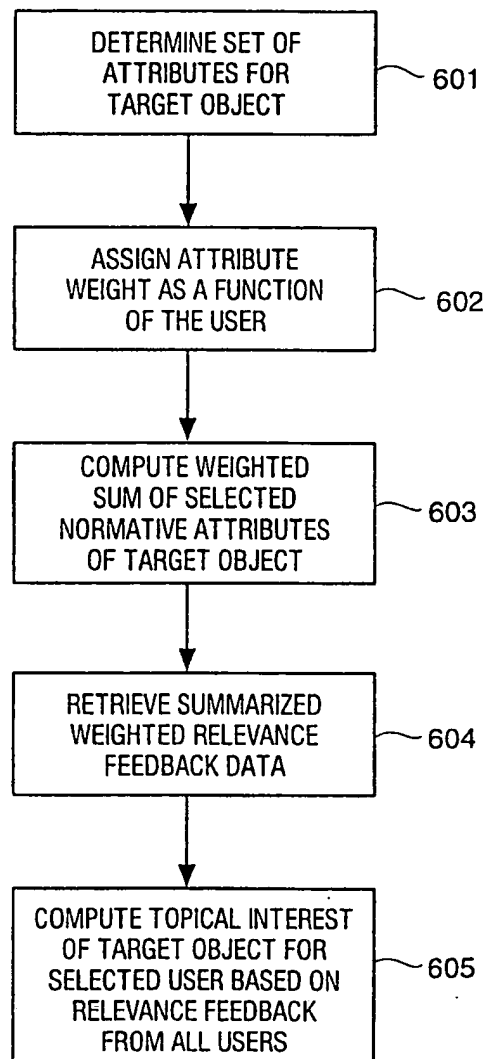 DETERMINE SET OF
ATTRIBUTES FOR
TARGET OBJECT
601
ASSIGN ATTRIBUTE
WEIGHT AS A FUNCTION
OF THE USER
602
COMPUTE WEIGHTED
SUM OF SELECTED
NORMATIVE ATTRIBUTES
OF TARGET OBJECT
603
RETRIEVE SUMMARIZED
WEIGHTED RELEVANCE
FEEDBACK DATA
604
COMPUTE TOPICAL INTEREST
OF TARGET OBJECT FOR
SELECTED USER BASED ON
RELEVANCE FEEDBACK
FROM ALL USERS
605